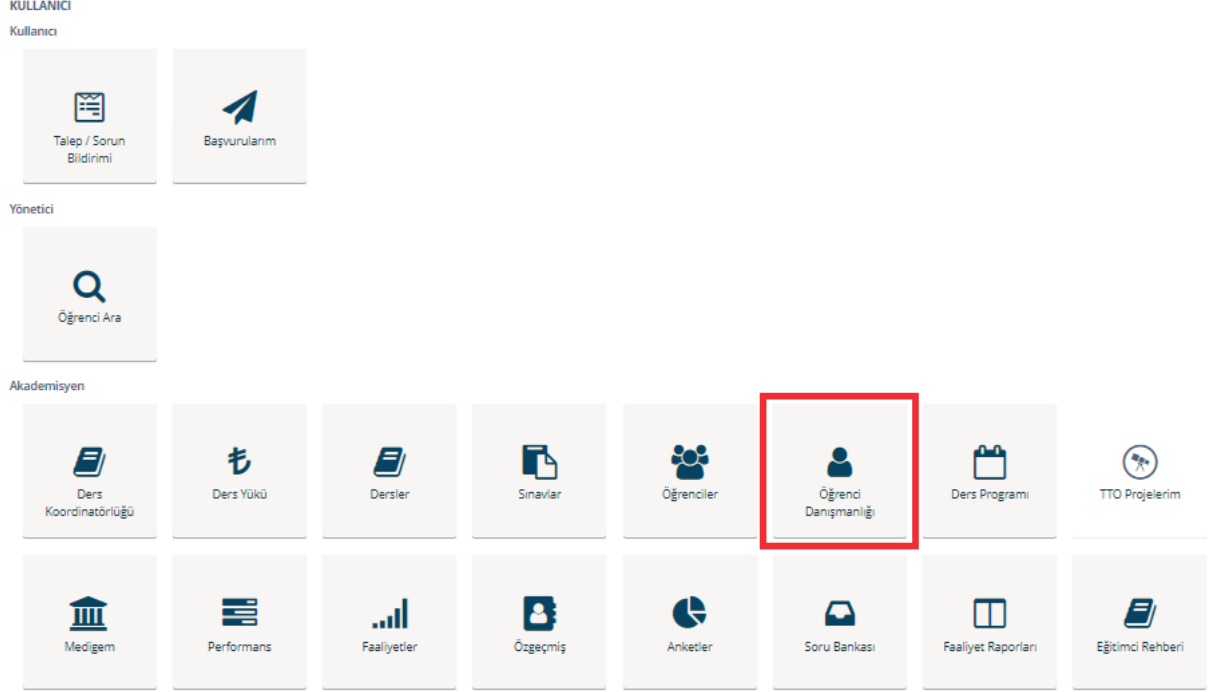 KULLANICI
Kullanıcı
Talep / Sorun
Bildirimi
Başvurularım
Yönetici
Öğrenci Ara
Akademisyen
Ders
Koordinatörlüğü
Ders Yükü
Dersler
Sınavlar
Öğrenciler
Öğrenci
Danışmanlığı
Ders Programı
TTO Projelerim
Medigem
Performans
Faaliyetler
Özgeçmiş
Anketler
Soru Bankası
Faaliyet Raporları
Eğitimci Rehberi